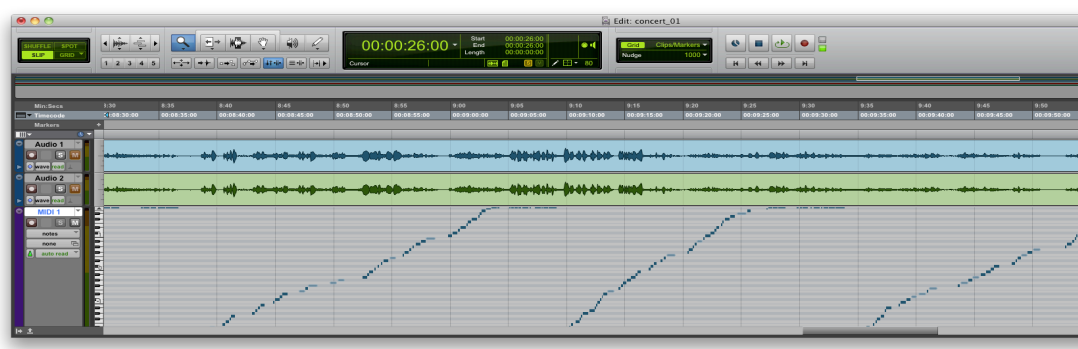 Edit: concert_01
SHUFFLE SPOT
SLIP GRID
1 2 3 4 5
00:00:26:00
Start 00:00:26:00
End 00:00:26:00
Length 00:00:00:00
Cursor
80
Grid Clips/Markers
Nudge 1000
Min:Secs 8:30 8:35 8:40 8:45 8:50 8:55 9:00 9:05 9:10 9:15 9:20 9:25 9:30 9:35 9:40 9:45 9:50
Timecode 00:08:30:00 00:08:35:00 00:08:40:00 00:08:45:00 00:08:50:00 00:08:55:00 00:09:00:00 00:09:05:00 00:09:10:00 00:09:15:00 00:09:20:00 00:09:25:00 00:09:30:00 00:09:35:00 00:09:40:00 00:09:45:00 00:09:50:00
Markers
Audio 1
S M
wave read
Audio 2
S M
wave read
MIDI 1
S M
notes
none
auto read